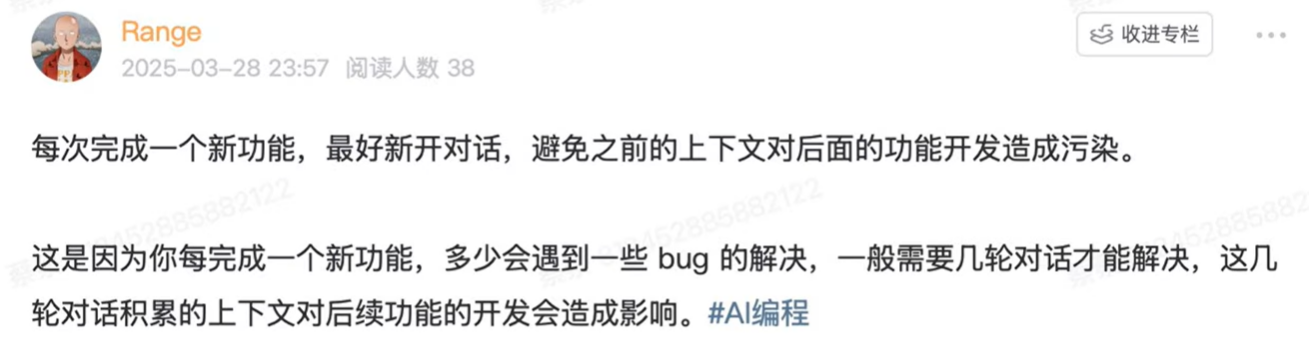 Range
收进专栏
2025-03-28 23:57 阅读人数 38
每次完成一个新功能，最好新开对话，避免之前的上下文对后面的功能开发造成污染。
这是因为你每完成一个新功能，多少会遇到一些 bug 的解决，一般需要几轮对话才能解决，这几
轮对话积累的上下文对后续功能的开发会造成影响。#AI编程